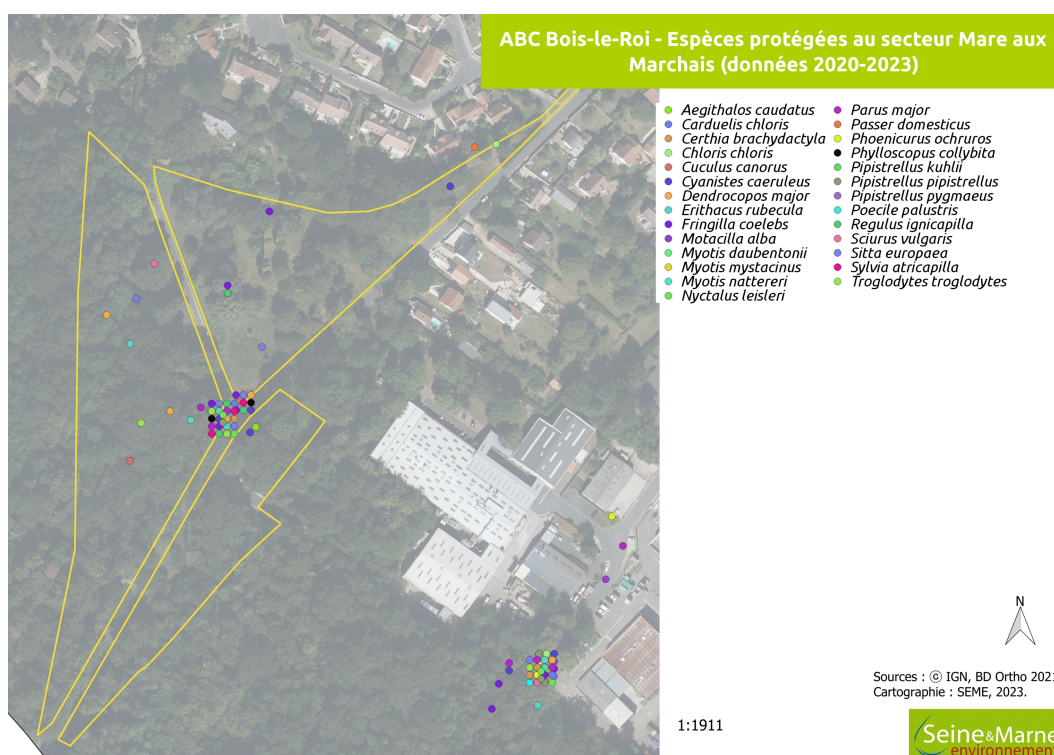 ABC Bois-le-Roi - Espèces protégées au secteur Mare aux
Marchais (données 2020-2023)
Aegithalos caudatus
Carduelis chloris
Certhia brachydactyla
Chloris chloris
Cuculus canorus
Cyanistes caeruleus
Dendrocopos major
Erithacus rubecula
Fringilla coelebs
Motacilla alba
Myotis daubentonii
Myotis mystacinus
Myotis nattereri
Nyctalus leisleri
Parus major
Passer domesticus
Phoenicurus ochruros
Phylloscopus collybita
Pipistrellus kuhlii
Pipistrellus pipistrellus
Pipistrellus pygmaeus
Poecile palustris
Regulus ignicapilla
Sciurus vulgaris
Sitta europaea
Sylvia atricapilla
Troglodytes troglodytes
N
Sources : © IGN, BD Ortho 2021
Cartographie : SEME, 2023.
1:1911
Seine&Marne
environnement